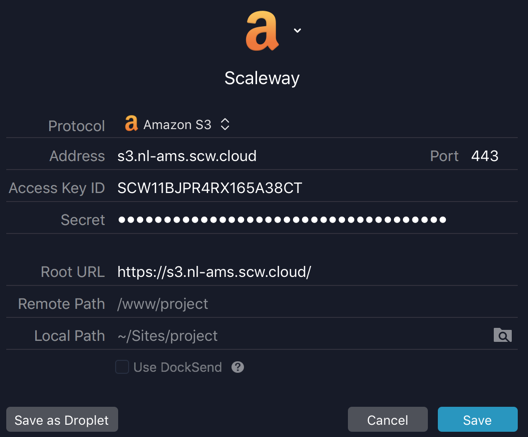 Scaleway
Protocol Amazon S3
Address s3.nl-ams.scw.cloud Port 443
Access Key ID SCW11BJPR4RX165A38CT
Secret ••••••••••••••••••••••••••••••••••••
Root URL https://s3.nl-ams.scw.cloud/
Remote Path /www/project
Local Path ~/Sites/project
Use DockSend ?
Save as Droplet Cancel Save